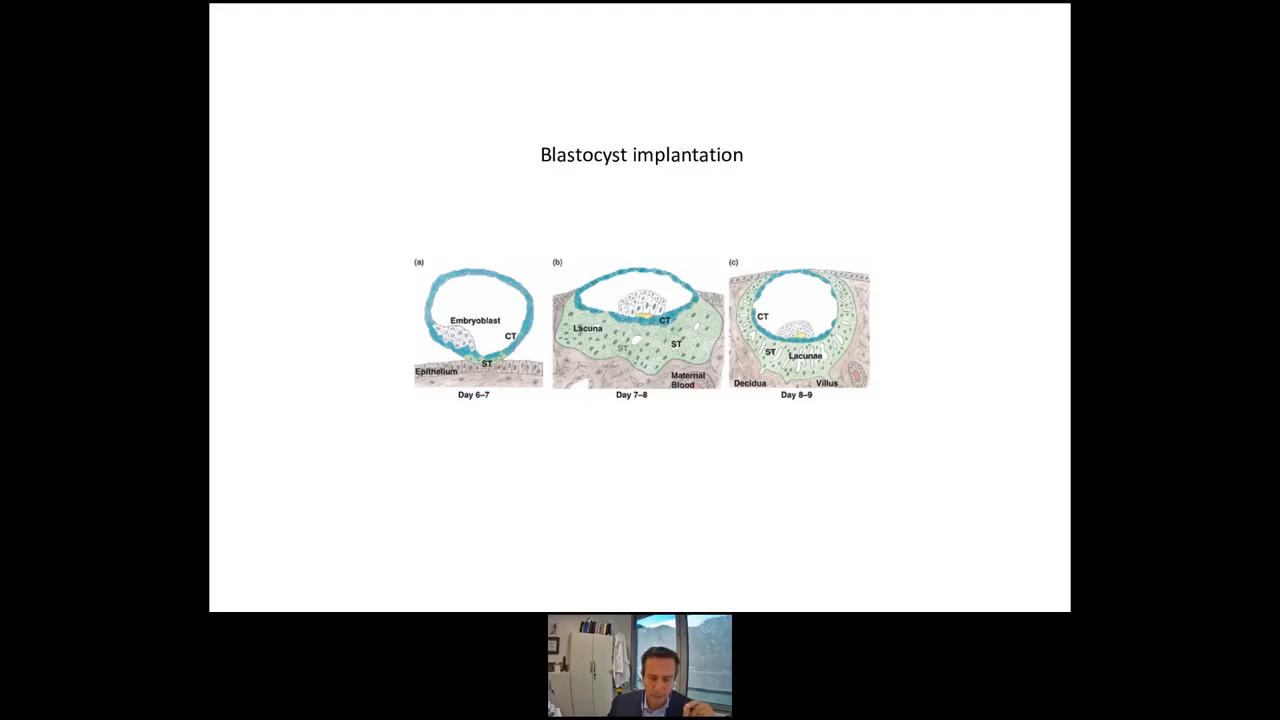 Blastocyst implantation
(a)
Embryoblast
CT
ST
Epithelium
Day 6–7
(b)
Lacuna
CT
ST
ST
Maternal
Blood
Day 7–8
(c)
CT
ST
Lacunae
Decidua
Villus
Day 8–9